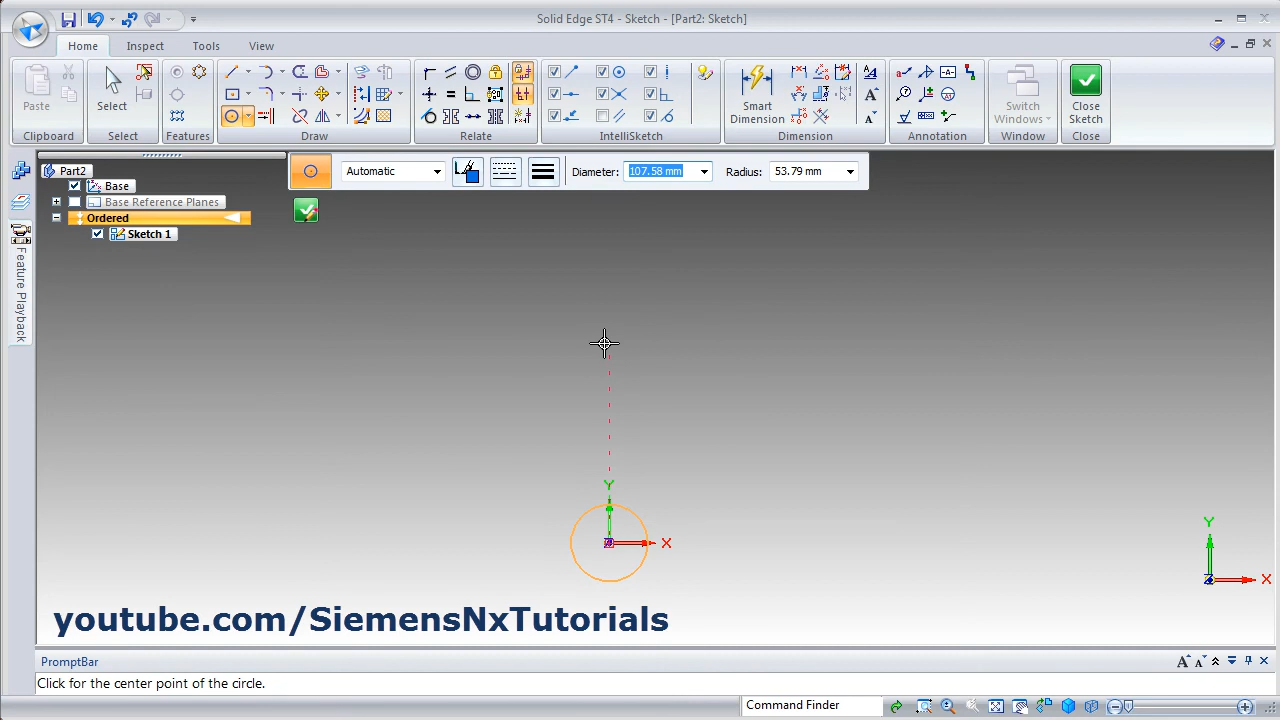 Solid Edge ST4 - Sketch - [Part2: Sketch]
Home Inspect Tools View
Paste
Clipboard
Select
Select
Features
Draw
Relate
IntelliSketch
Smart Dimension
Dimension
Annotation
Switch Windows
Window
Close Sketch
Close
Automatic
Diameter: 107.58 mm
Radius: 53.79 mm
Part2
Base
Base Reference Planes
Ordered
Sketch 1
Feature Playback
Y
X
Y
X
youtube.com/SiemensNxTutorials
PromptBar
Click for the center point of the circle.
Command Finder